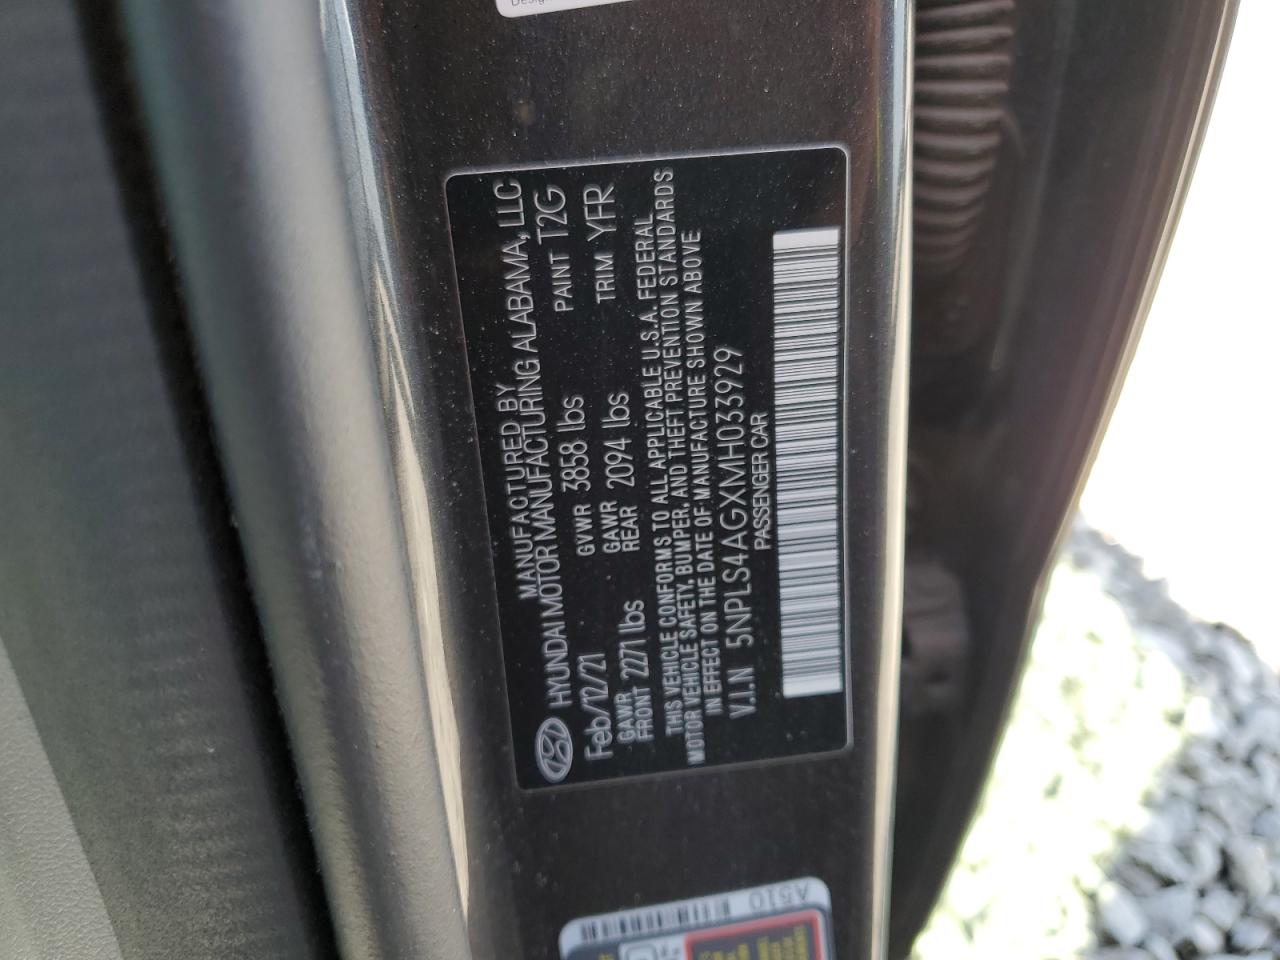 MANUFACTURED BY
HYUNDAI MOTOR MANUFACTURING ALABAMA, LLC
Feb/12/21 GVWR 3858 lbs PAINT T2G
GAWR FRONT 2271 lbs GAWR REAR 2094 lbs TRIM YFR
THIS VEHICLE CONFORMS TO ALL APPLICABLE U.S.A. FEDERAL
MOTOR VEHICLE SAFETY, BUMPER, AND THEFT PREVENTION STANDARDS
IN EFFECT ON THE DATE OF MANUFACTURE SHOWN ABOVE
V.I.N 5NPLS4AGXMH033929
PASSENGER CAR
A510